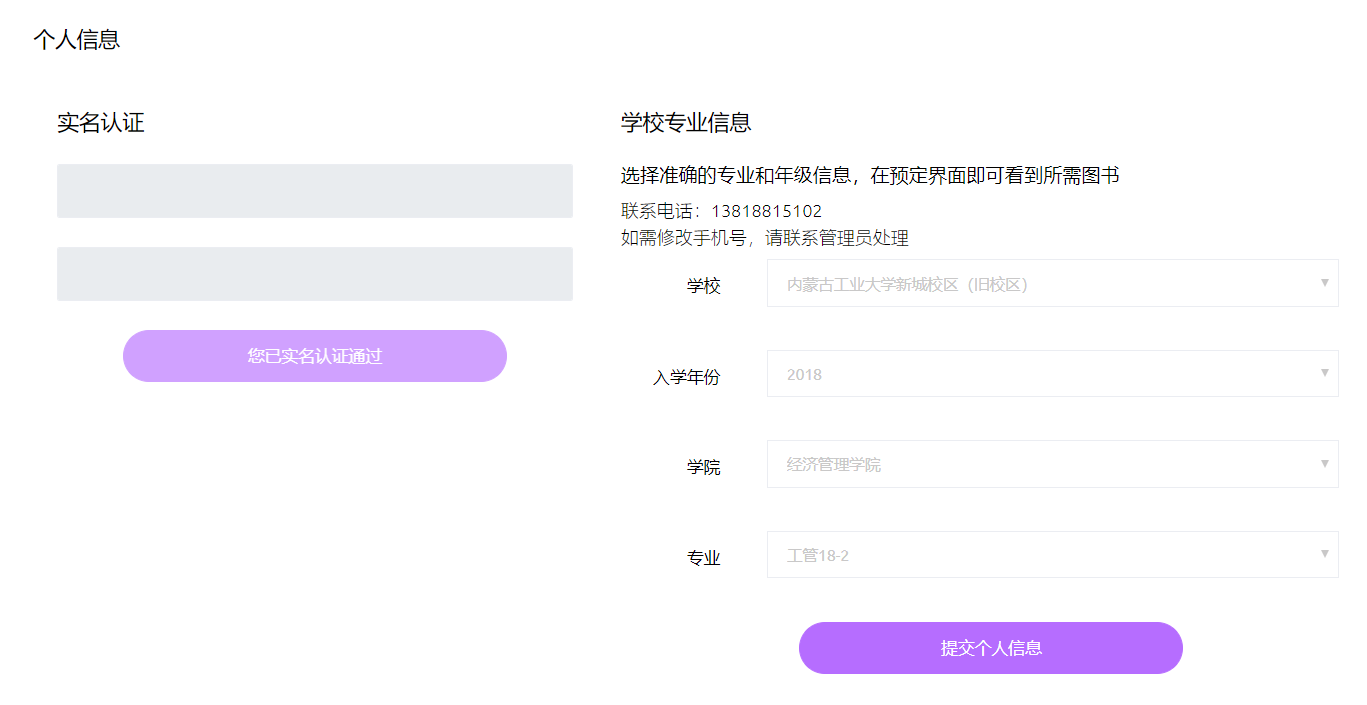 个人信息
实名认证
您已实名认证通过
学校专业信息
选择准确的专业和年级信息，在预定界面即可看到所需图书
联系电话：13818815102
如需修改手机号，请联系管理员处理
学校 内蒙古工业大学新城校区（旧校区）
入学年份 2018
学院 经济管理学院
专业 工管18-2
提交个人信息